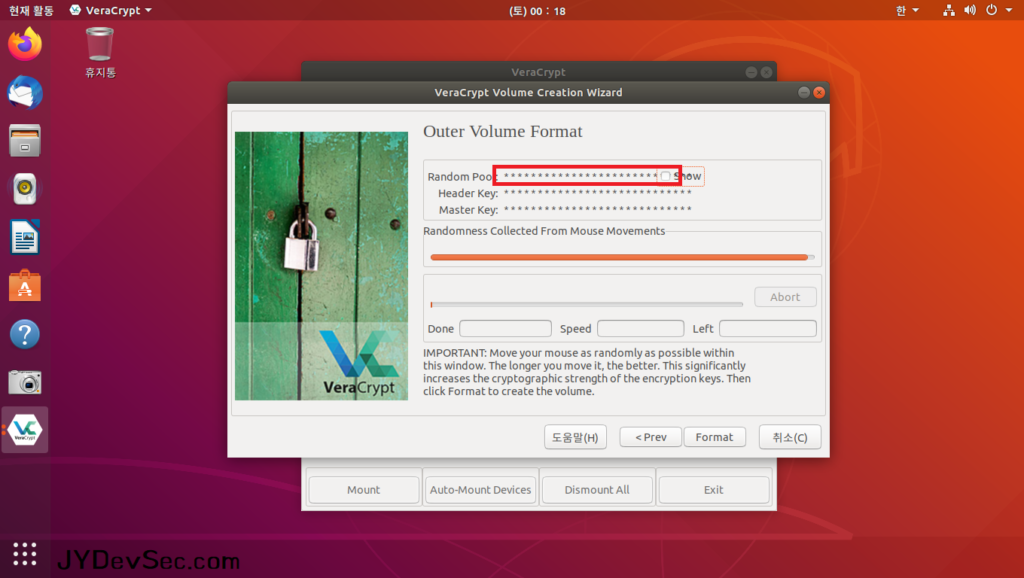 현재 활동 VeraCrypt (토) 00 : 18 한
휴지통
VeraCrypt
VeraCrypt Volume Creation Wizard
Outer Volume Format
Random Pool: ************************ Show
Header Key: ****************************
Master Key: ****************************
Randomness Collected From Mouse Movements
Abort
Done Speed Left
IMPORTANT: Move your mouse as randomly as possible within
this window. The longer you move it, the better. This significantly
increases the cryptographic strength of the encryption keys. Then
click Format to create the volume.
VeraCrypt
VeraCrypt
도움말(H) < Prev Format 취소(C)
Mount Auto-Mount Devices Dismount All Exit
JYDevSec.com